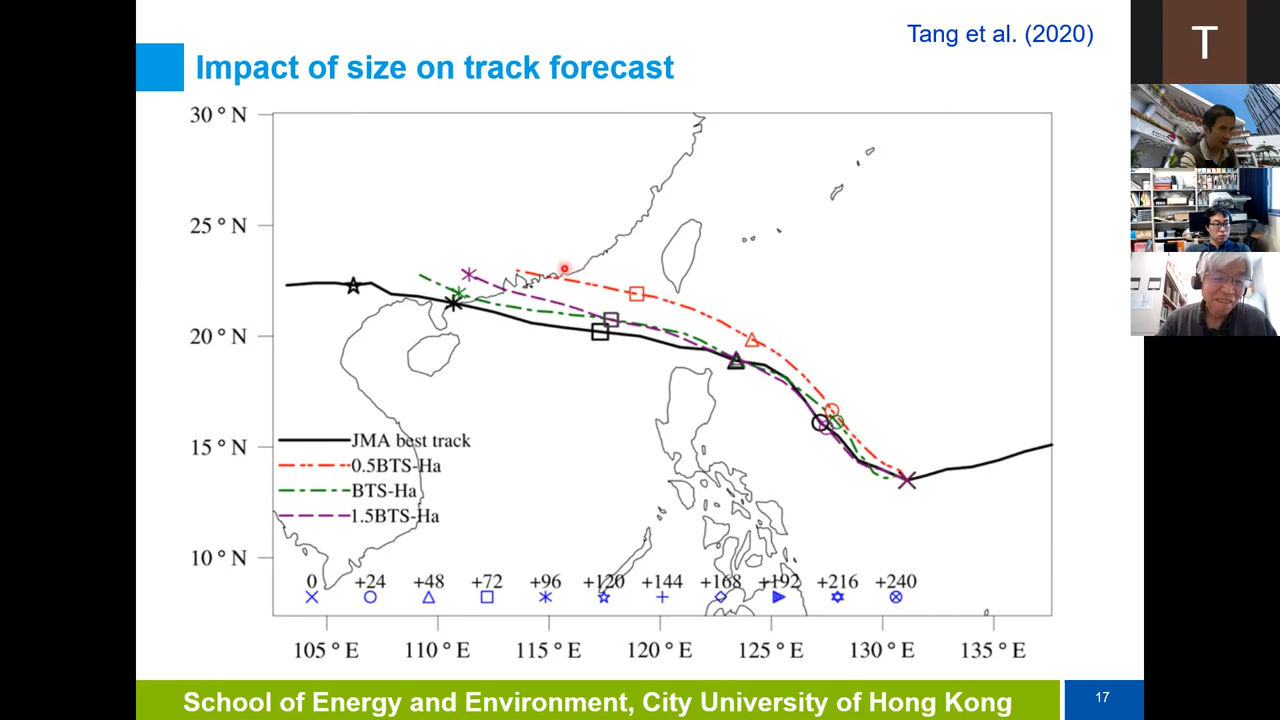 Tang et al. (2020)
T
Impact of size on track forecast
30 ° N
25 ° N
20 ° N
15 ° N
10 ° N
JMA best track
0.5BTS-Ha
BTS-Ha
1.5BTS-Ha
0 +24 +48 +72 +96 +120 +144 +168 +192 +216 +240
105 ° E 110 ° E 115 ° E 120 ° E 125 ° E 130 ° E 135 ° E
School of Energy and Environment, City University of Hong Kong
17